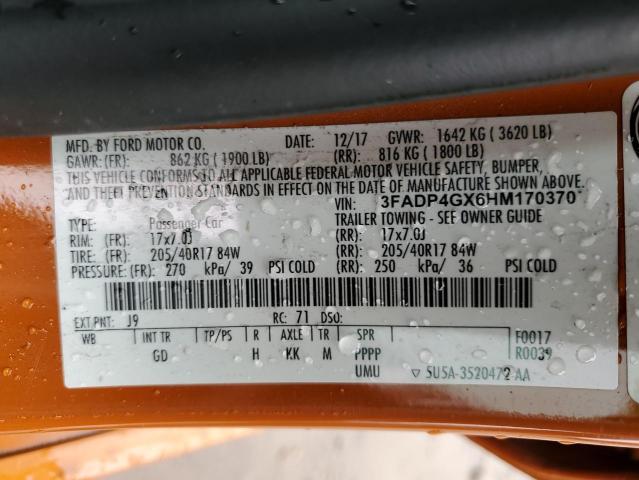 MFD. BY FORD MOTOR CO. DATE: 12/17 GVWR: 1642 KG ( 3620 LB)
GAWR: (FR): 862 KG ( 1900 LB) (RR): 816 KG ( 1800 LB)
THIS VEHICLE CONFORMS TO ALL APPLICABLE FEDERAL MOTOR VEHICLE SAFETY, BUMPER,
AND THEFT PREVENTION STANDARDS IN EFFECT ON THE DATE OF MANUFACTURE SHOWN ABOVE.
VIN: 3FADP4GX6HM170370
TYPE: Passenger Car TRAILER TOWING - SEE OWNER GUIDE
RIM: (FR): 17x7.0J (RR): 17x7.0J
TIRE: (FR): 205/40R17 84W (RR): 205/40R17 84W
PRESSURE: (FR): 270 kPa/ 39 PSI COLD (RR): 250 kPa/ 36 PSI COLD
EXT PNT: J9 RC: 71 DSO:
WB INT TR TP/PS R AXLE TR SPR F0017
GD H KK M PPPP R0039
UMU ▽ 5U5A-3520472-AA